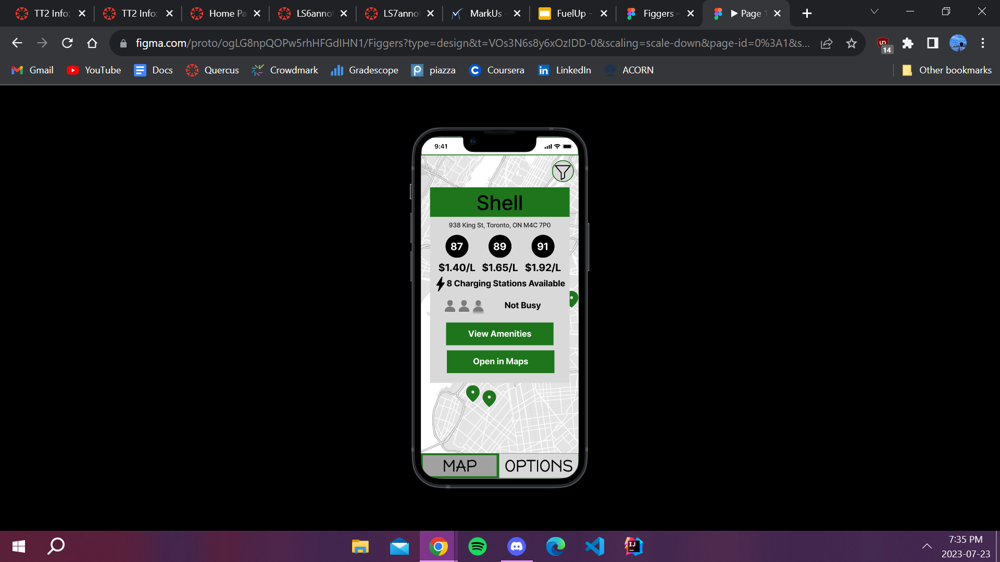 TT2 Info:
TT2 Info:
Home Pa
LS6anno
LS7anno
MarkUs -
FuelUp -
Figgers –
▶ Page 1
figma.com/proto/ogLG8npQOPw5rhHFGdIHN1/Figgers?type=design&t=VOs3N6s8y6xOzIDD-0&scaling=scale-down&page-id=0%3A1&s...
14
Gmail
YouTube
Docs
Quercus
Crowdmark
Gradescope
piazza
Coursera
LinkedIn
ACORN
Other bookmarks
9:41
Shell
938 King St, Toronto, ON M4C 7P0
87 89 91
$1.40/L $1.65/L $1.92/L
8 Charging Stations Available
Not Busy
View Amenities
Open in Maps
MAP OPTIONS
7:35 PM
2023-07-23